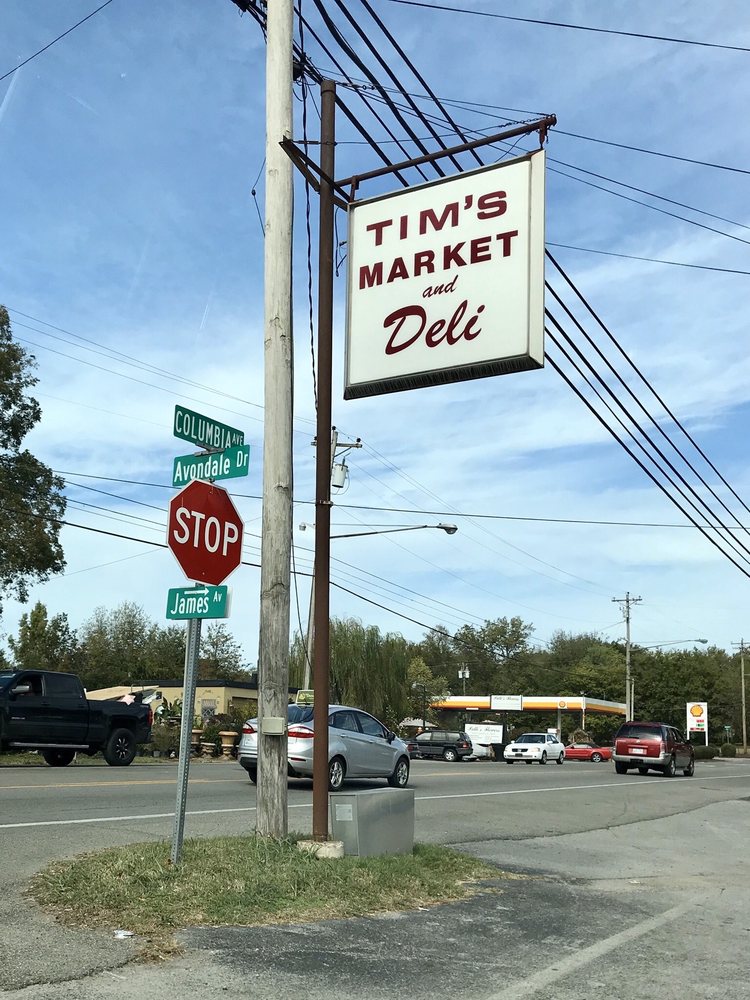 TIM'S
MARKET
and
Deli
COLUMBIA AVE
Avondale Dr
STOP
James Av